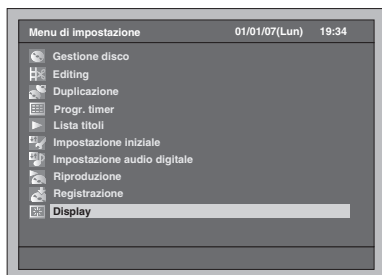 Menu di impostazione 01/01/07(Lun) 19:34
Gestione disco
Editing
Duplicazione
Progr. timer
Lista titoli
Impostazione iniziale
Impostazione audio digitale
Riproduzione
Registrazione
Display